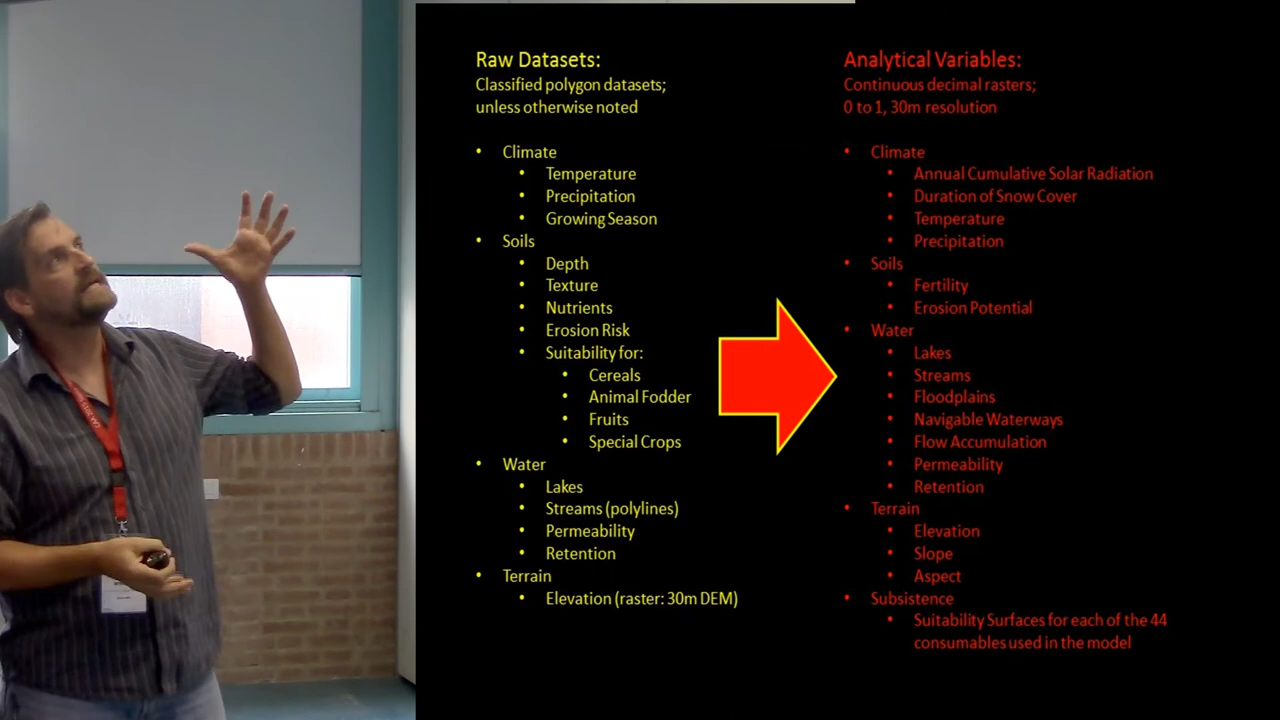 Raw Datasets:
Classified polygon datasets;
unless otherwise noted
• Climate
• Temperature
• Precipitation
• Growing Season
• Soils
• Depth
• Texture
• Nutrients
• Erosion Risk
• Suitability for:
• Cereals
• Animal Fodder
• Fruits
• Special Crops
• Water
• Lakes
• Streams (polylines)
• Permeability
• Retention
• Terrain
• Elevation (raster: 30m DEM)
Analytical Variables:
Continuous decimal rasters;
0 to 1, 30m resolution
• Climate
• Annual Cumulative Solar Radiation
• Duration of Snow Cover
• Temperature
• Precipitation
• Soils
• Fertility
• Erosion Potential
• Water
• Lakes
• Streams
• Floodplains
• Navigable Waterways
• Flow Accumulation
• Permeability
• Retention
• Terrain
• Elevation
• Slope
• Aspect
• Subsistence
• Suitability Surfaces for each of the 44
consumables used in the model